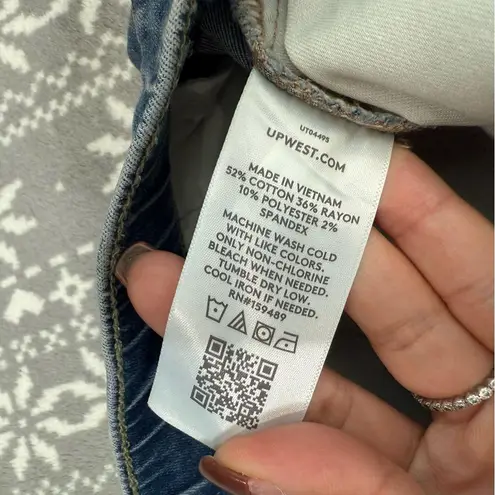 UT04495
UPWEST.COM
MADE IN VIETNAM
52% COTTON 36% RAYON
10% POLYESTER 2%
SPANDEX
MACHINE WASH COLD
WITH LIKE COLORS.
ONLY NON-CHLORINE
BLEACH WHEN NEEDED.
TUMBLE DRY LOW.
COOL IRON IF NEEDED.
RN#159489